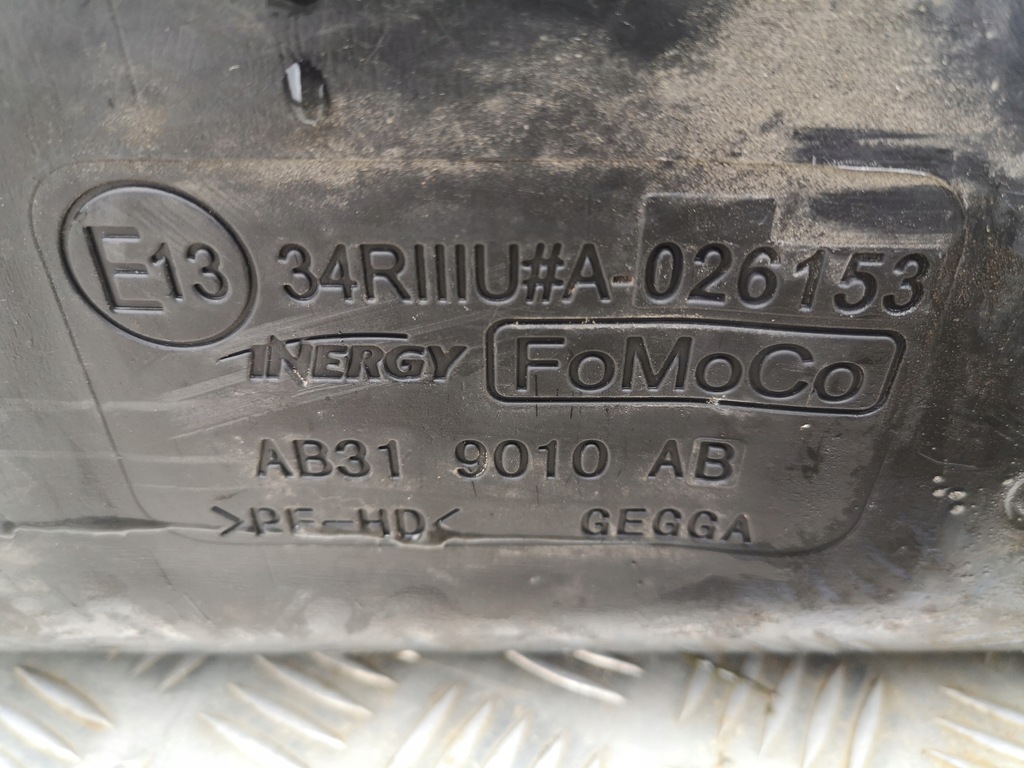 E13 34RIIIU#A-026153
INERGY FoMoCo
AB31 9010 AB
>PE-HD< GEGGA